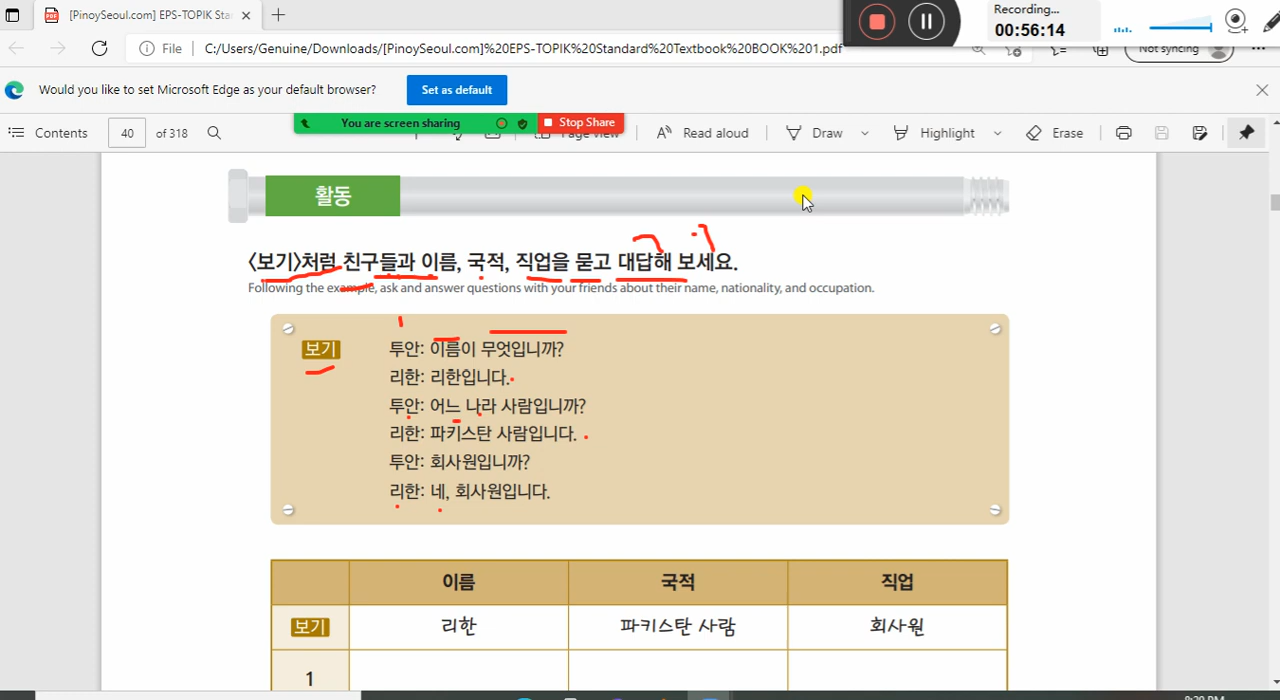 [PinoySeoul.com] EPS-TOPIK Sta
Recording...
00:56:14
File
C:/Users/Genuine/Downloads/[PinoySeoul.com]%20EPS-TOPIK%20Standard%20Textbook%20BOOK%201.pdf
Not syncing
Would you like to set Microsoft Edge as your default browser?
Set as default
You are screen sharing
Stop Share
Contents
40
of 318
Page view
Read aloud
Draw
Highlight
Erase
활동
<보기>처럼 친구들과 이름, 국적, 직업을 묻고 대답해 보세요.
Following the example, ask and answer questions with your friends about their name, nationality, and occupation.
보기
투안: 이름이 무엇입니까?
리한: 리한입니다.
투안: 어느 나라 사람입니까?
리한: 파키스탄 사람입니다.
투안: 회사원입니까?
리한: 네, 회사원입니다.
이름 국적 직업
보기 리한 파키스탄 사람 회사원
1